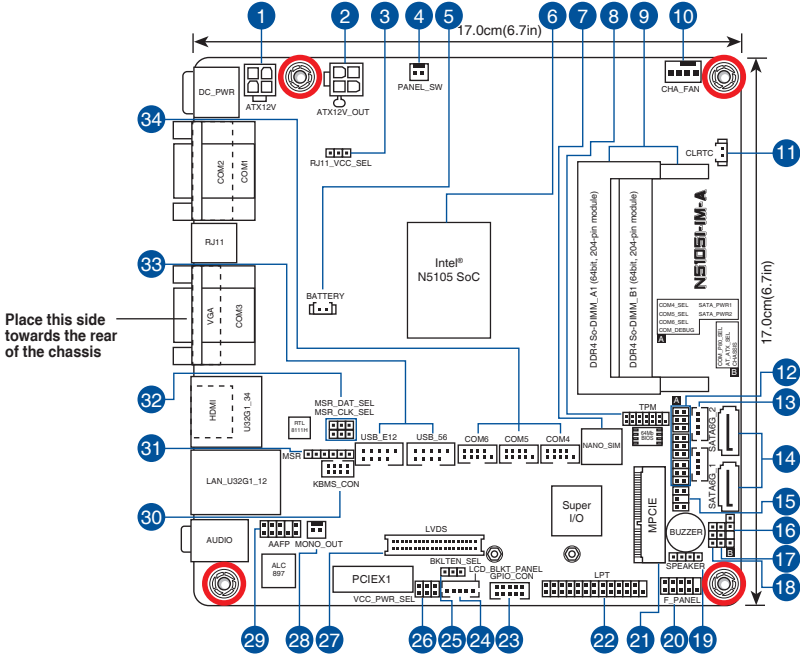 1 2 3 4 5 6 7 8 9 10
17.0cm(6.7in)
DC_PWR
ATX12V
ATX12V_OUT
PANEL_SW
CHA_FAN
34
RJ11_VCC_SEL
CLRTC
11
COM2
COM1
RJ11
Intel®
N5105 SoC
DDR4 So-DIMM_A1 (64bit, 204-pin module)
DDR4 So-DIMM_B1 (64bit, 204-pin module)
N5105I-IM-A
17.0cm(6.7in)
33
BATTERY
COM4_SEL SATA_PWR1
COM5_SEL SATA_PWR2
COM6_SEL
COM_DEBUG
A
COM_P80_SEL
AT_ATX_SEL
CHASSIS
B
Place this side
towards the rear
of the chassis
VGA
COM3
32
MSR_DAT_SEL
MSR_CLK_SEL
12
HDMI
U32G1_34
RTL
8111H
TPM
A
13
64Mb
BIOS
31
MSR
USB_E12
USB_56
COM6
COM5
COM4
NANO_SIM
SATA6G_2
14
LAN_U32G1_12
KBMS_CON
SATA6G_1
30
15
Super
I/O
MPCIE
AUDIO
AAFP
MONO_OUT
LVDS
BUZZER
16
B
17
ALC
897
BKLTEN_SEL
LCD_BLKT_PANEL
SPEAKER
18
PCIEX1
GPIO_CON
LPT
VCC_PWR_SEL
F_PANEL
29 28 27 26 25 24 23 22 21 20 19